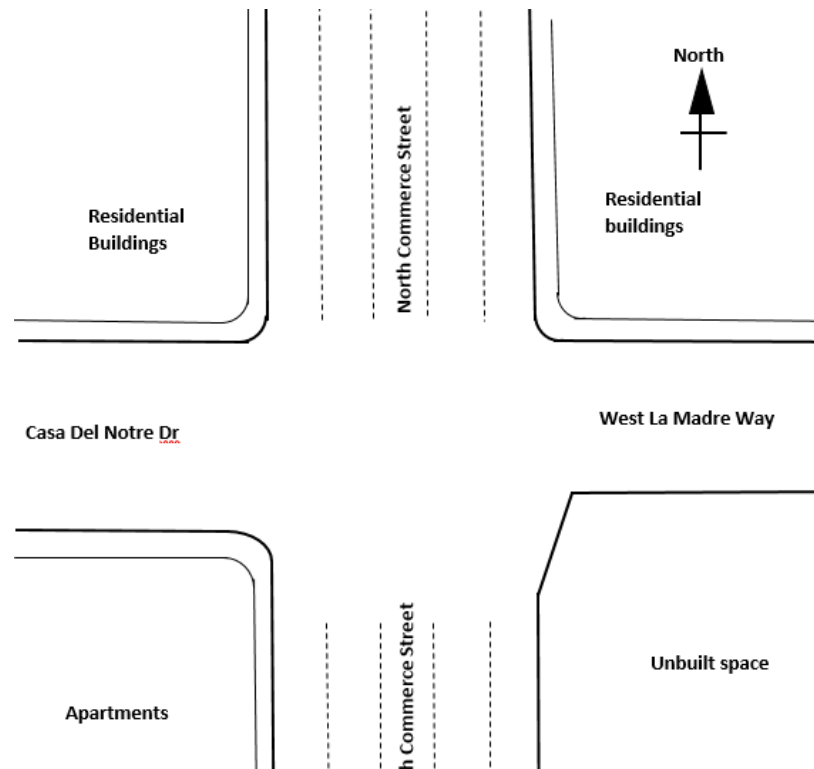 North
North Commerce Street
Residential
Buildings
Residential
buildings
Casa Del Notre Dr
West La Madre Way
h Commerce Street
Unbuilt space
Apartments